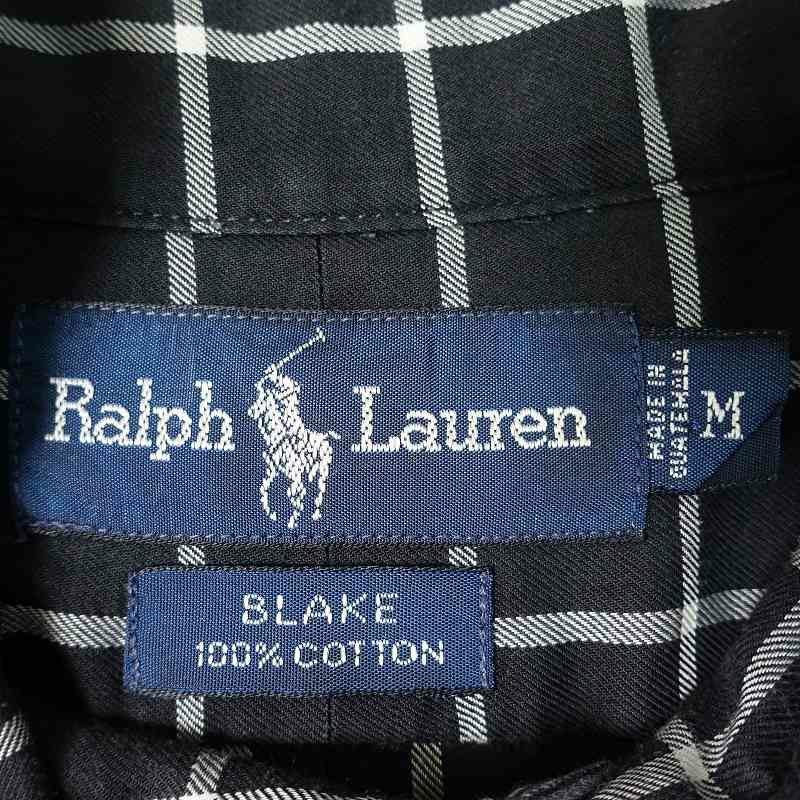 Ralph Lauren
MADE IN
GUATEMALA
M
BLAKE
100% COTTON